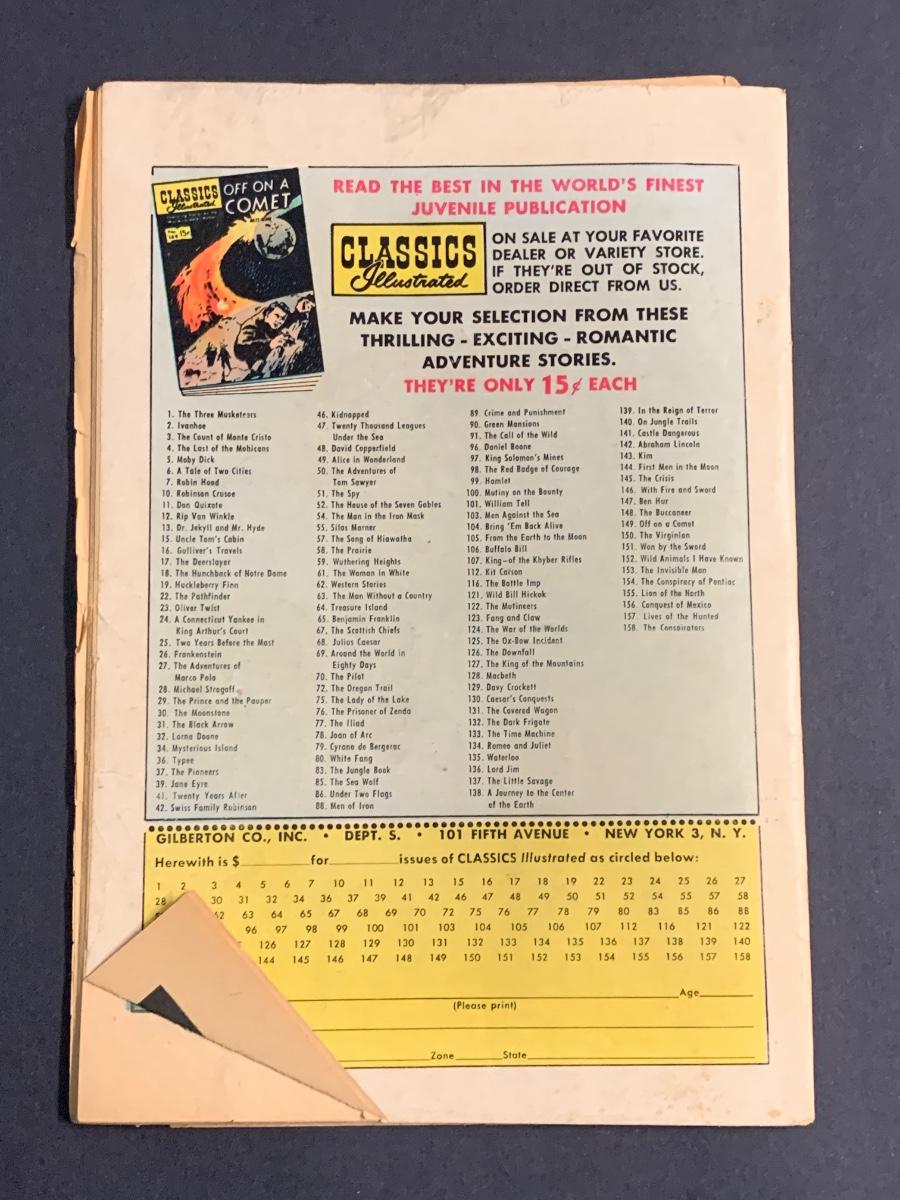 CLASSICS
Illustrated
OFF ON A
COMET
15¢
READ THE BEST IN THE WORLD'S FINEST
JUVENILE PUBLICATION
CLASSICS
Illustrated
ON SALE AT YOUR FAVORITE
DEALER OR VARIETY STORE.
IF THEY'RE OUT OF STOCK,
ORDER DIRECT FROM US.
MAKE YOUR SELECTION FROM THESE
THRILLING - EXCITING - ROMANTIC
ADVENTURE STORIES.
THEY'RE ONLY 15¢ EACH
1. The Three Musketeers
2. Ivanhoe
3. The Count of Monte Cristo
4. The Last of the Mohicans
5. Moby Dick
6. A Tale of Two Cities
7. Robin Hood
10. Robinson Crusoe
11. Don Quixote
12. Rip Van Winkle
13. Dr. Jekyll and Mr. Hyde
15. Uncle Tom's Cabin
16. Gulliver's Travels
17. The Deerslayer
18. The Hunchback of Notre Dame
19. Huckleberry Finn
22. The Pathfinder
23. Oliver Twist
24. A Connecticut Yankee in
King Arthur's Court
25. Two Years Before the Mast
26. Frankenstein
27. The Adventures of
Marco Polo
28. Michael Strogoff
29. The Prince and the Pauper
30. The Moonstone
31. The Black Arrow
32. Lorna Doone
34. Mysterious Island
36. Typee
37. The Pioneers
39. Jane Eyre
41. Twenty Years After
42. Swiss Family Robinson
46. Kidnapped
47. Twenty Thousand Leagues
Under the Sea
48. David Copperfield
49. Alice in Wonderland
50. The Adventures of
Tom Sawyer
51. The Spy
52. The House of the Seven Gables
54. The Man in the Iron Mask
55. Silas Marner
57. The Song of Hiawatha
58. The Prairie
59. Wuthering Heights
61. The Woman in White
62. Western Stories
63. The Man Without a Country
64. Treasure Island
65. Benjamin Franklin
67. The Scottish Chiefs
68. Julius Caesar
69. Around the World in
Eighty Days
70. The Pilot
72. The Oregon Trail
75. The Lady of the Lake
76. The Prisoner of Zenda
77. The Iliad
78. Joan of Arc
79. Cyrano de Bergerac
80. White Fang
83. The Jungle Book
85. The Sea Wolf
86. Under Two Flags
88. Men of Iron
89. Crime and Punishment
90. Green Mansions
91. The Call of the Wild
96. Daniel Boone
97. King Solomon's Mines
98. The Red Badge of Courage
99. Hamlet
100. Mutiny on the Bounty
101. William Tell
103. Men Against the Sea
104. Bring 'Em Back Alive
105. From the Earth to the Moon
106. Buffalo Bill
107. King-of the Khyber Rifles
112. Kit Carson
116. The Bottle Imp
121. Wild Bill Hickok
122. The Mutineers
123. Fang and Claw
124. The War of the Worlds
125. The Ox-Bow Incident
126. The Downfall
127. The King of the Mountains
128. Macbeth
129. Davy Crockett
130. Caesar's Conquests
131. The Covered Wagon
132. The Dark Frigate
133. The Time Machine
134. Romeo and Juliet
135. Waterloo
136. Lord Jim
137. The Little Savage
138. A Journey to the Center
of the Earth
139. In the Reign of Terror
140. On Jungle Trails
141. Castle Dangerous
142. Abraham Lincoln
143. Kim
144. First Men in the Moon
145. The Crisis
146. With Fire and Sword
147. Ben Hur
148. The Buccaneer
149. Off on a Comet
150. The Virginian
151. Won by the Sword
152. Wild Animals I Have Known
153. The Invisible Man
154. The Conspiracy of Pontiac
155. Lion of the North
156. Conquest of Mexico
157. Lives of the Hunted
158. The Conspirators
GILBERTON CO., INC. • DEPT. S. • 101 FIFTH AVENUE • NEW YORK 3, N. Y.
Herewith is $ for issues of CLASSICS Illustrated as circled below:
1 2 3 4 5 6 7 10 11 12 13 15 16 17 18 19 22 23 24 25 26 27
28 30 31 32 34 36 37 39 41 42 46 47 48 49 50 51 52 54 55 57 58
62 63 64 65 67 68 69 70 72 75 76 77 78 79 80 83 85 86 88
96 97 98 99 100 101 103 104 105 106 107 112 116 121 122
126 127 128 129 130 131 132 133 134 135 136 137 138 139 140
144 145 146 147 148 149 150 151 152 153 154 155 156 157 158
Age
(Please print)
Zone State